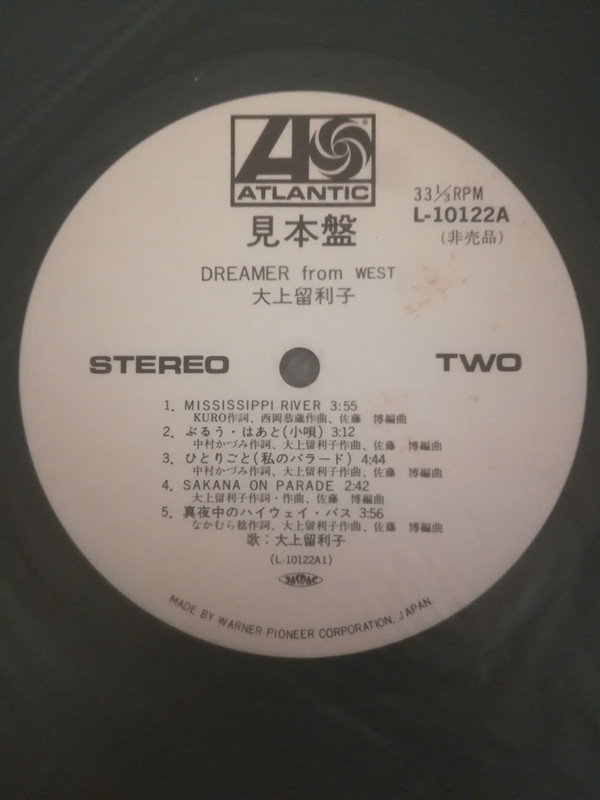 ATLANTIC
見本盤
33⅓RPM
L-10122A
(非売品)
DREAMER from WEST
大上留利子
STEREO
TWO
1. MISSISSIPPI RIVER 3:55
KURO作詞、西岡恭蔵作曲、佐藤 博編曲
2. ぶるう・はあと(小唄) 3:12
中村かづみ作詞、大上留利子作曲、佐藤 博編曲
3. ひとりごと(私のバラード) 4:44
中村かづみ作詞、大上留利子作曲、佐藤 博編曲
4. SAKANA ON PARADE 2:42
大上留利子作詞・作曲、佐藤 博編曲
5. 真夜中のハイウェイ・バス 3:56
なかむら稔作詞、大上留利子作曲、佐藤 博編曲
歌：大上留利子
(L-10122A1)
JASRAC
MADE BY WARNER-PIONEER CORPORATION, JAPAN.